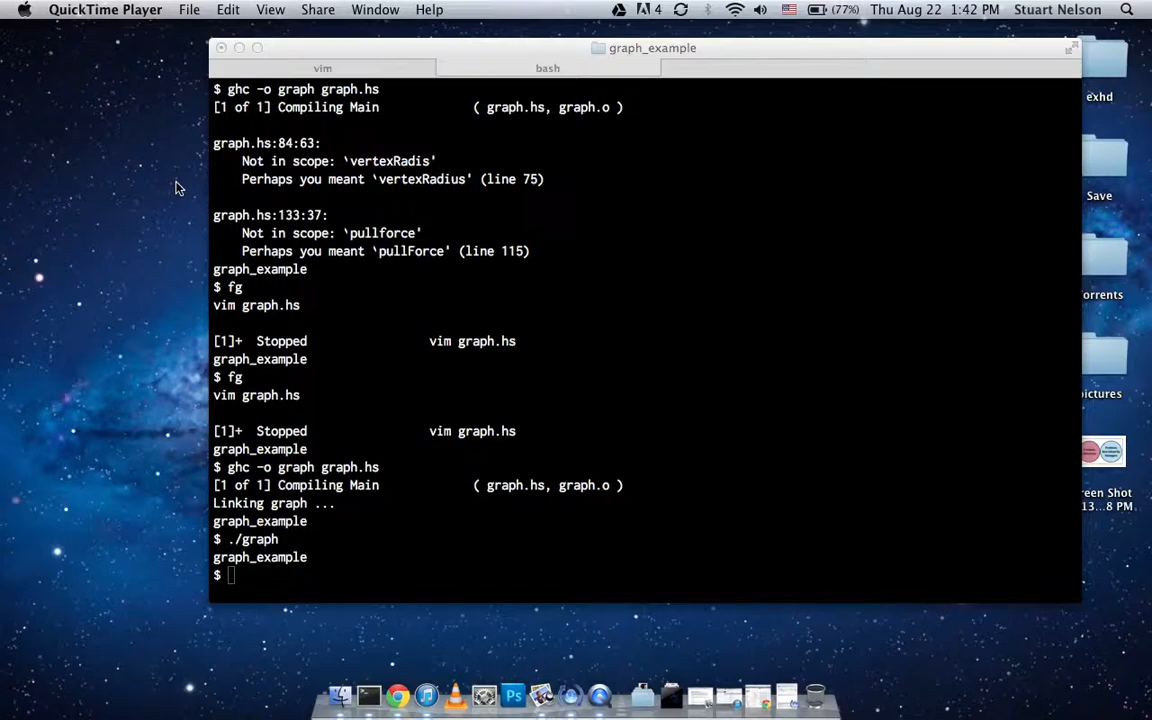 QuickTime Player File Edit View Share Window Help 4 (77%) Thu Aug 22 1:42 PM Stuart Nelson
graph_example
vim bash
$ ghc -o graph graph.hs
[1 of 1] Compiling Main ( graph.hs, graph.o )
graph.hs:84:63:
Not in scope: `vertexRadis'
Perhaps you meant `vertexRadius' (line 75)
graph.hs:133:37:
Not in scope: `pullforce'
Perhaps you meant `pullForce' (line 115)
graph_example
$ fg
vim graph.hs
[1]+ Stopped vim graph.hs
graph_example
$ fg
vim graph.hs
[1]+ Stopped vim graph.hs
graph_example
$ ghc -o graph graph.hs
[1 of 1] Compiling Main ( graph.hs, graph.o )
Linking graph ...
graph_example
$ ./graph
graph_example
$
exhd
Save
Torrents
pictures
reen Shot
13...8 PM
Ps